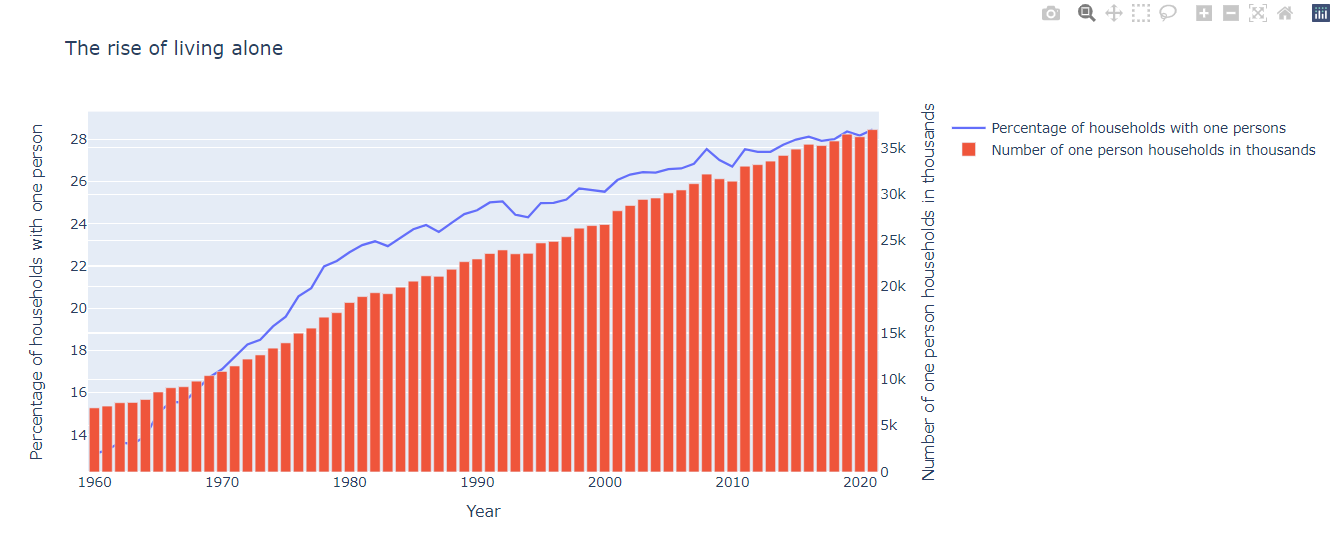 The rise of living alone
Percentage of households with one person
28
26
24
22
20
18
16
14
35k
30k
25k
20k
15k
10k
5k
0
Number of one person households in thousands
1960 1970 1980 1990 2000 2010 2020
Year
Percentage of households with one persons
Number of one person households in thousands